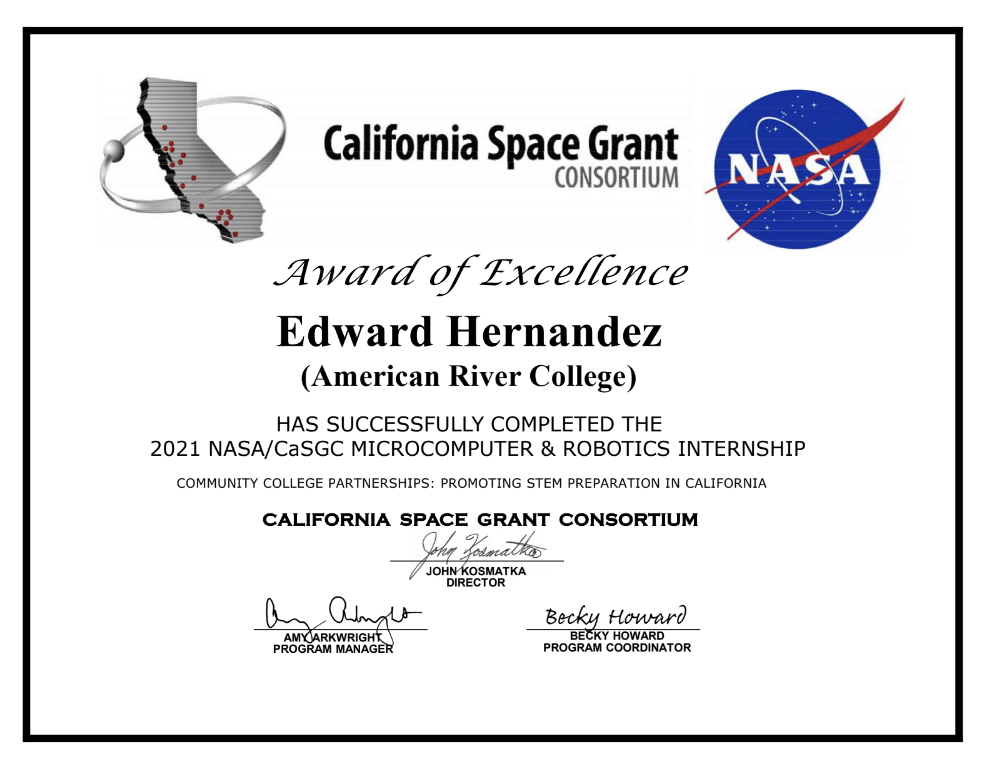 California Space Grant
CONSORTIUM
NASA
Award of Excellence
Edward Hernandez
(American River College)
HAS SUCCESSFULLY COMPLETED THE
2021 NASA/CaSGC MICROCOMPUTER & ROBOTICS INTERNSHIP
COMMUNITY COLLEGE PARTNERSHIPS: PROMOTING STEM PREPARATION IN CALIFORNIA
CALIFORNIA SPACE GRANT CONSORTIUM
John Kosmatka
JOHN KOSMATKA
DIRECTOR
Amy Arkwright
AMY ARKWRIGHT
PROGRAM MANAGER
Becky Howard
BECKY HOWARD
PROGRAM COORDINATOR